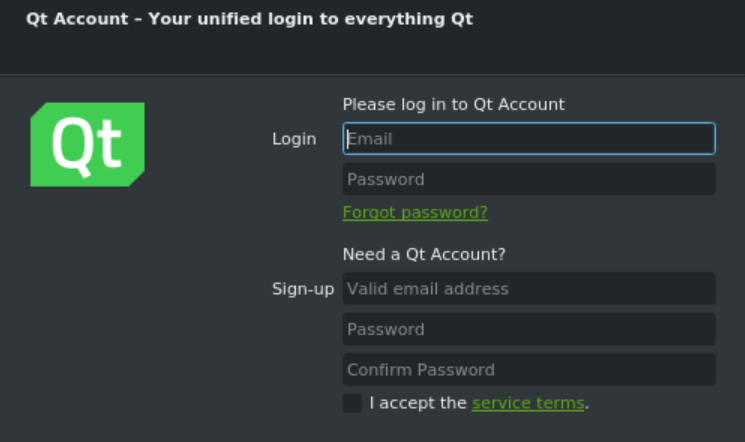 Qt Account – Your unified login to everything Qt
Qt
Please log in to Qt Account
Login
Email
Password
Forgot password?
Need a Qt Account?
Sign-up
Valid email address
Password
Confirm Password
I accept the service terms.